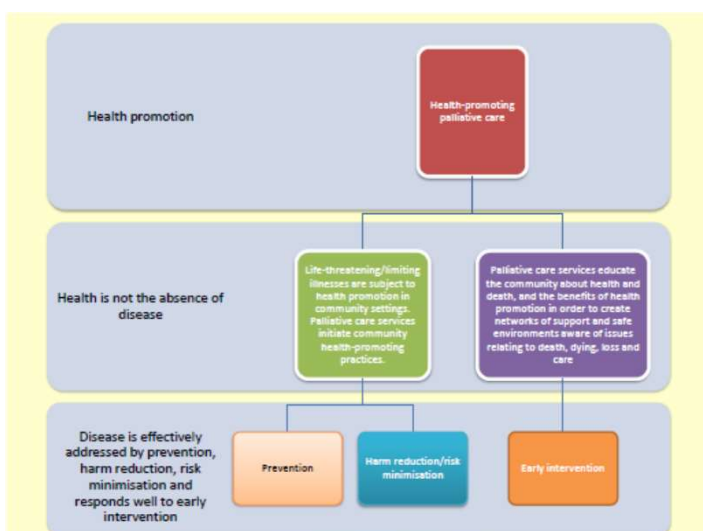 Health promotion
Health-promoting
palliative care
Health is not the absence of
disease
Life-threatening/limiting
illnesses are subject to
health promotion in
community settings.
Palliative care services
initiate community
health-promoting
practices.
Palliative care services educate
the community about health and
death, and the benefits of health
promotion in order to create
networks of support and safe
environments aware of issues
relating to death, dying, loss and
care
Disease is effectively
addressed by prevention,
harm reduction, risk
minimisation and
responds well to early
intervention
Prevention
Harm reduction/risk
minimisation
Early intervention